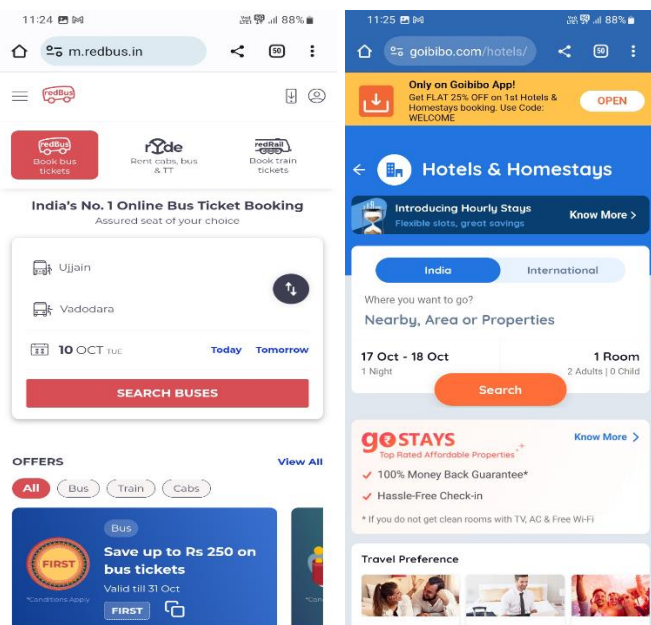 11:24
88%
m.redbus.in
50
redBus
redBus
Book bus
tickets
ryde
Rent cabs, bus
& TT
redRail
Book train
tickets
India's No. 1 Online Bus Ticket Booking
Assured seat of your choice
Ujjain
Vadodara
10 OCT TUE
Today Tomorrow
SEARCH BUSES
OFFERS
View All
All Bus Train Cabs
Bus
FIRST
Save up to Rs 250 on
bus tickets
Valid till 31 Oct
*Conditions Apply
FIRST
11:25
88%
goibibo.com/hotels/
50
Only on Goibibo App!
Get FLAT 25% OFF on 1st Hotels &
Homestays booking. Use Code:
WELCOME
OPEN
Hotels & Homestays
Introducing Hourly Stays
Flexible slots, great savings
Know More >
India International
Where you want to go?
Nearby, Area or Properties
17 Oct - 18 Oct
1 Night
1 Room
2 Adults | 0 Child
Search
goSTAYS
Top Rated Affordable Properties
Know More >
100% Money Back Guarantee*
Hassle-Free Check-in
* If you do not get clean rooms with TV, AC & Free Wi-Fi
Travel Preference